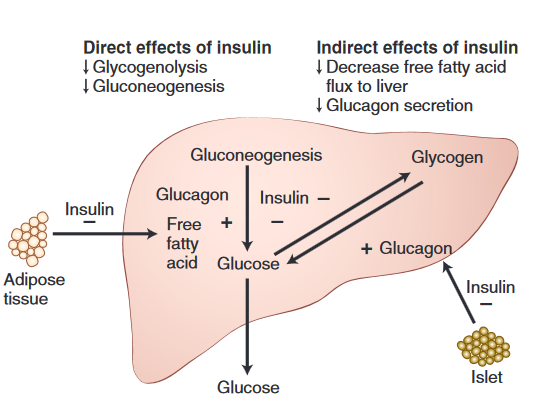 Direct effects of insulin
↓ Glycogenolysis
↓ Gluconeogenesis
Indirect effects of insulin
↓ Decrease free fatty acid
flux to liver
↓ Glucagon secretion
Gluconeogenesis
Glycogen
Glucagon
Insulin –
Insulin
–
Free
fatty
acid
+
–
+ Glucagon
Glucose
Adipose
tissue
Insulin
–
Islet
Glucose